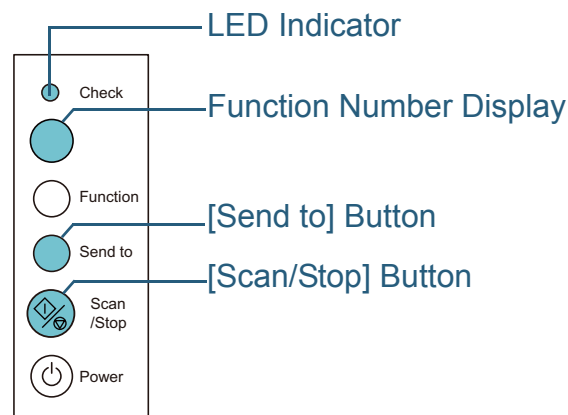 LED Indicator
Check
Function Number Display
Function
[Send to] Button
Send to
[Scan/Stop] Button
Scan
/Stop
Power